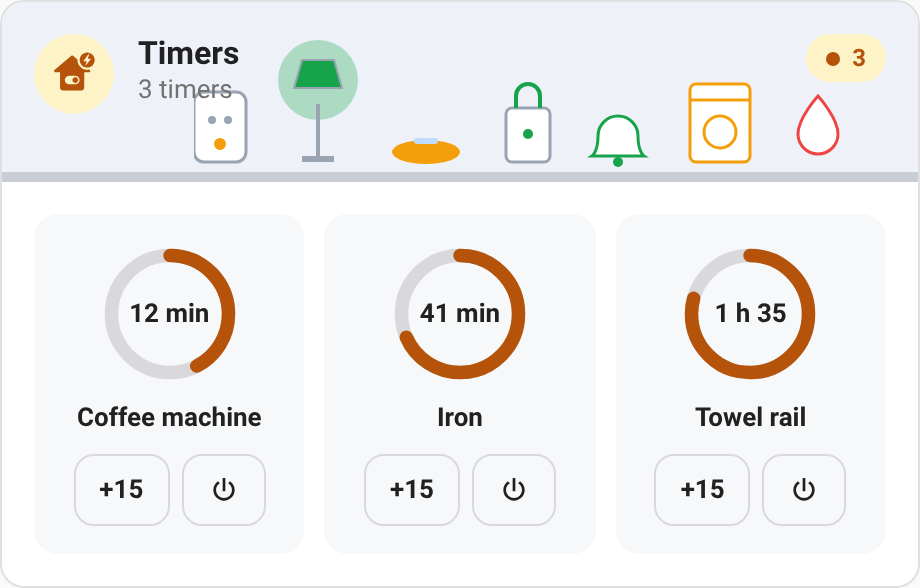 Timers
3 timers
3
12 min
41 min
1 h 35
Coffee machine
Iron
Towel rail
+15
+15
+15